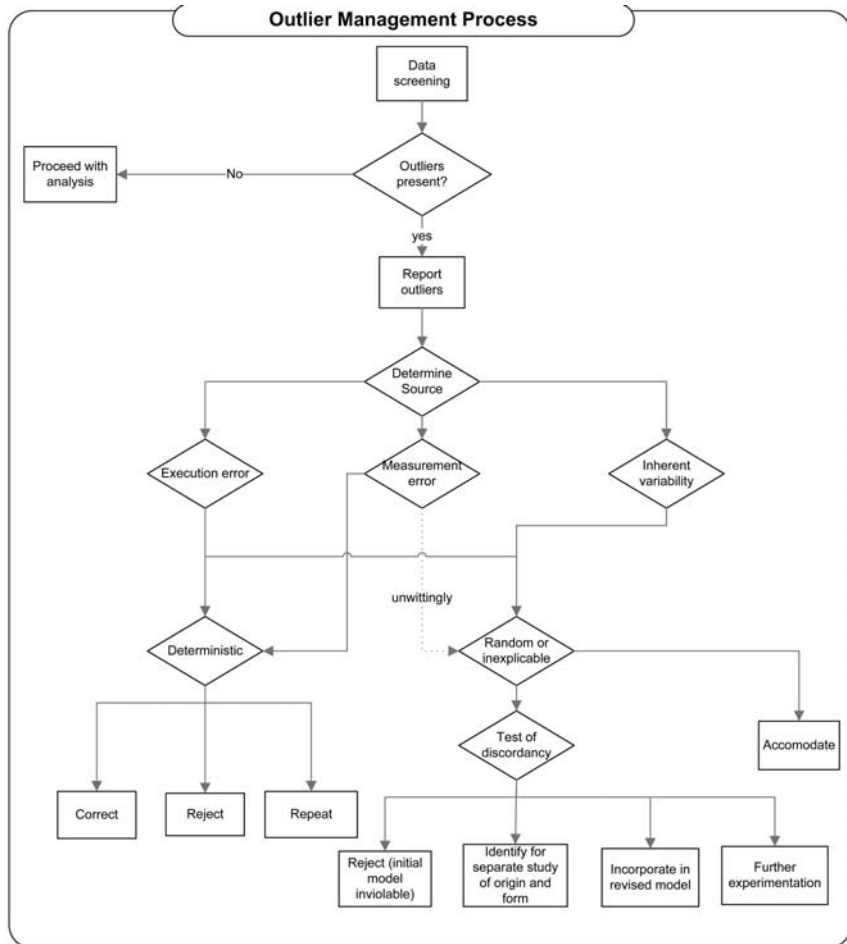 Outlier Management Process
Data
screening
Outliers
present?
No
Proceed with
analysis
yes
Report
outliers
Determine
Source
Execution error
Measurement
error
Inherent
variability
unwittingly
Deterministic
Random or
inexplicable
Test of
discordancy
Accomodate
Correct
Reject
Repeat
Reject (initial
model
inviolable)
Identify for
separate study
of origin and
form
Incorporate in
revised model
Further
experimentation